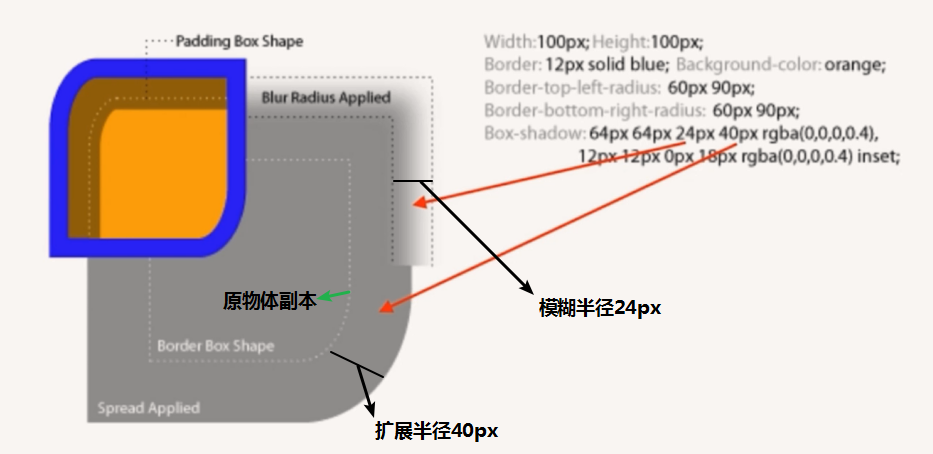 Padding Box Shape
Blur Radius Applied
Width:100px; Height:100px;
Border: 12px solid blue; Background-color: orange;
Border-top-left-radius: 60px 90px;
Border-bottom-right-radius: 60px 90px;
Box-shadow: 64px 64px 24px 40px rgba(0,0,0,0.4),
12px 12px 0px 18px rgba(0,0,0,0.4) inset;
原物体副本
模糊半径24px
Border Box Shape
Spread Applied
扩展半径40px